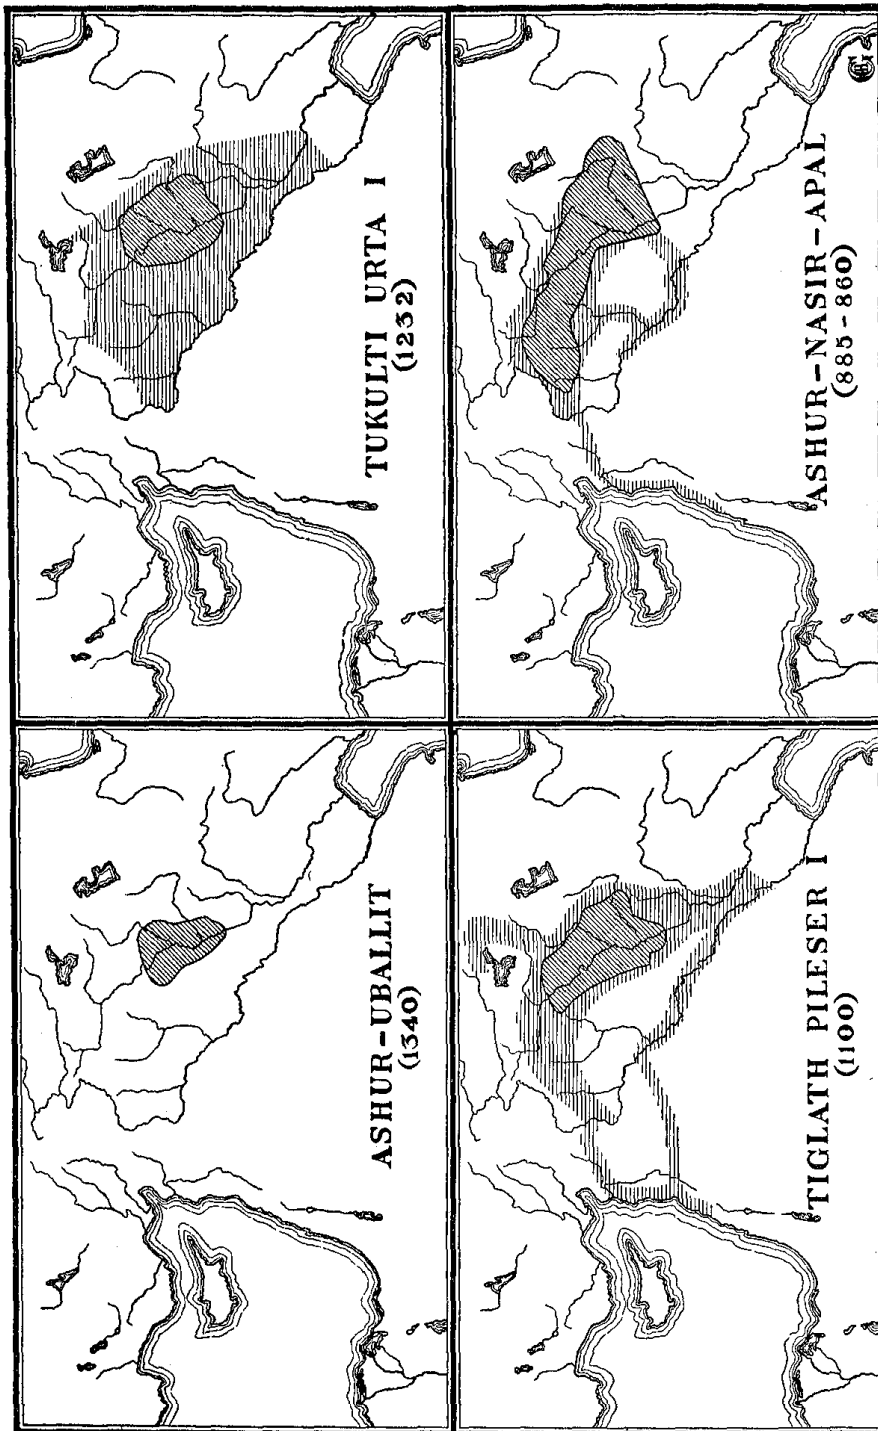 ASHUR-UBALLIT
(1340)
TUKULTI URTA I
(1232)
TIGLATH PILESER I
(1100)
ASHUR-NASIR-APAL
(885-860)